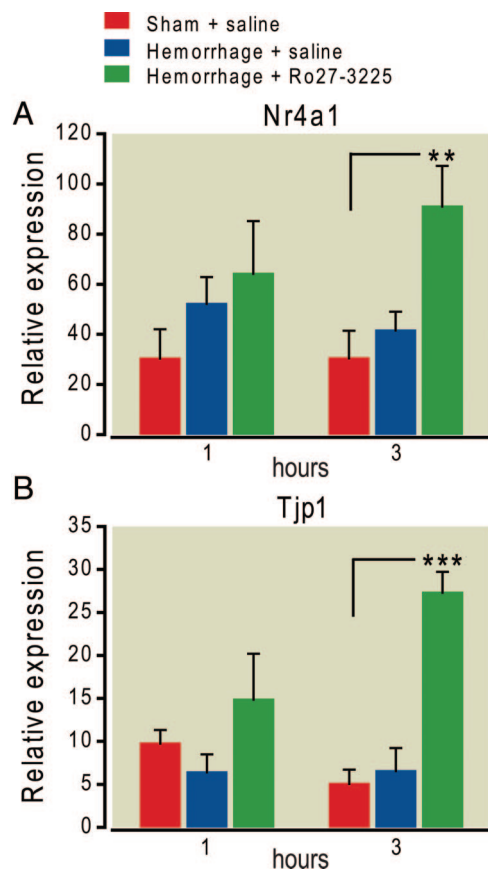 Sham + saline
Hemorrhage + saline
Hemorrhage + Ro27-3225
A
Nr4a1
Relative expression
120
100
80
60
40
20
0
**
1
3
hours
B
Tjp1
Relative expression
35
30
25
20
15
10
5
0
***
1
3
hours